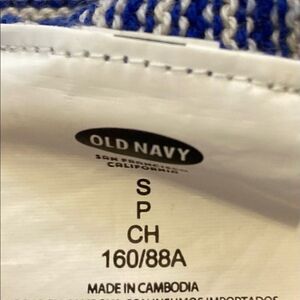 OLD NAVY
SAN FRANCISCO
CALIFORNIA
S
P
CH
160/88A
MADE IN CAMBODIA
INSUMOS IMPORTADOS